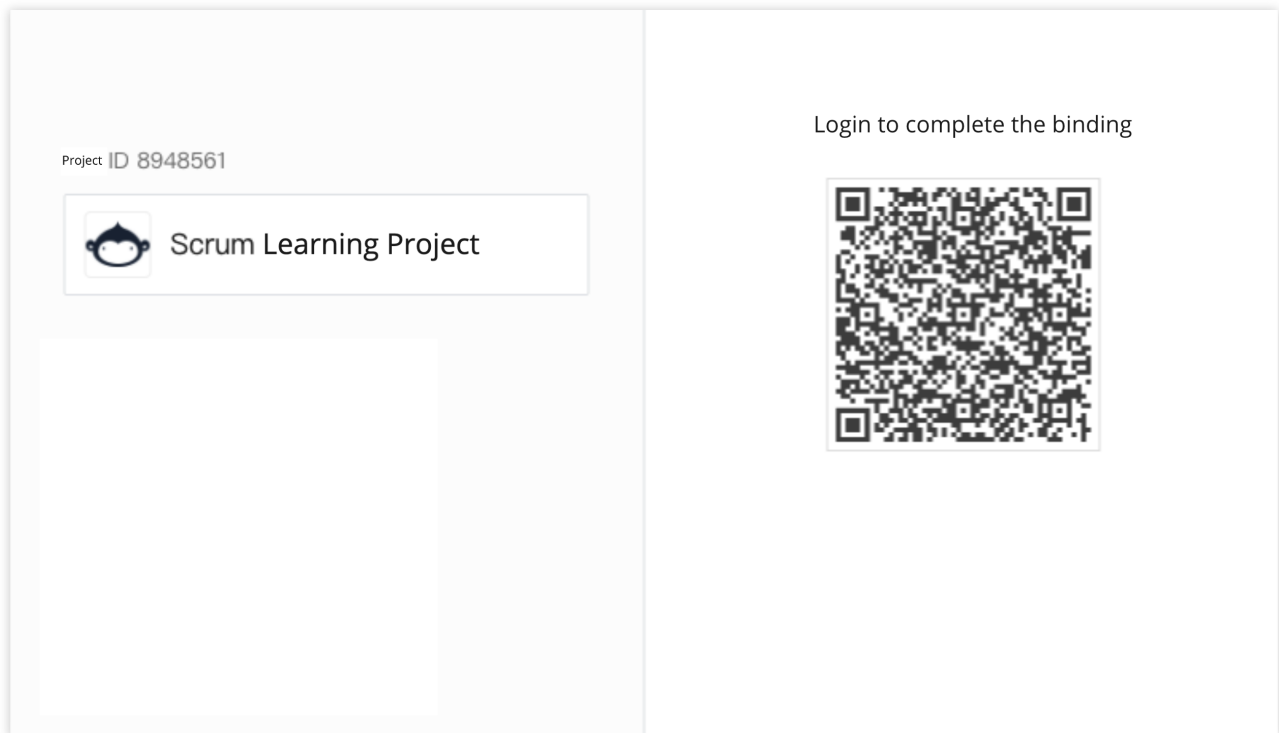 Project ID 8948561
Scrum Learning Project
Login to complete the binding